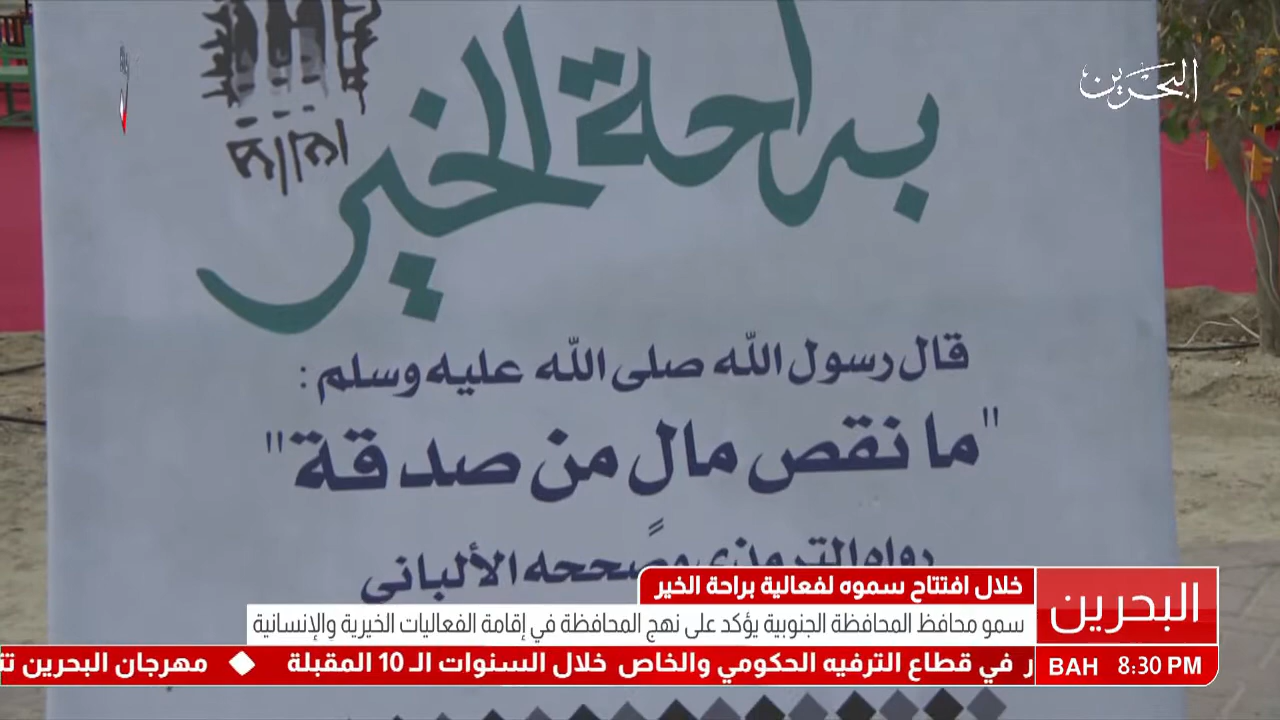 البحرين
براحة الخير
قال رسول الله صلى الله عليه وسلم :
"ما نقص مال من صدقة"
رواه الترمذي وصححه الألباني
خلال افتتاح سموه لفعالية براحة الخير
سمو محافظ المحافظة الجنوبية يؤكد على نهج المحافظة في إقامة الفعاليات الخيرية والإنسانية
البحرين
في قطاع الترفيه الحكومي والخاص خلال السنوات الـ 10 المقبلة ◆ مهرجان البحرين
BAH 8:30 PM